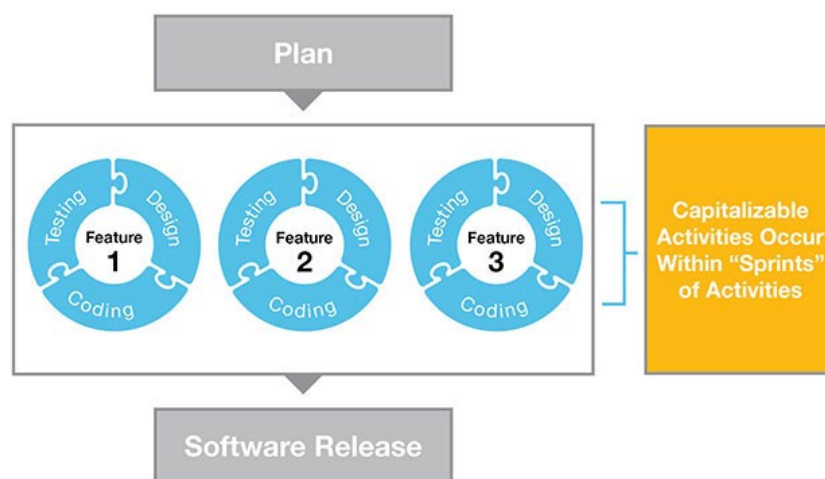 Plan
Testing
Design
Feature
1
Coding
Testing
Design
Feature
2
Coding
Testing
Design
Feature
3
Coding
Capitalizable
Activities Occur
Within “Sprints”
of Activities
Software Release